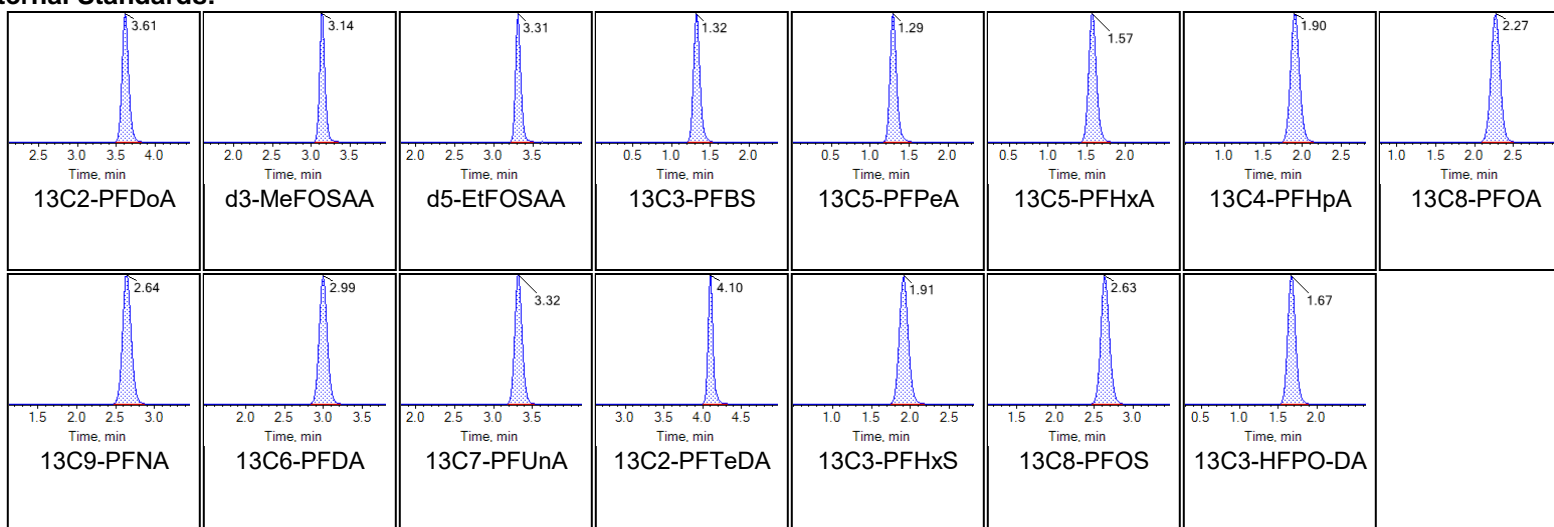 ternal Standards:
3.61 3.14 3.31 1.32 1.29 1.57 1.90 2.27
2.5 3.0 3.5 4.0 2.0 2.5 3.0 3.5 2.0 2.5 3.0 3.5 0.5 1.0 1.5 2.0 0.5 1.0 1.5 2.0 0.5 1.0 1.5 2.0 1.0 1.5 2.0 2.5 1.0 1.5 2.0 2.5
Time, min Time, min Time, min Time, min Time, min Time, min Time, min Time, min
13C2-PFDoA d3-MeFOSAA d5-EtFOSAA 13C3-PFBS 13C5-PFPeA 13C5-PFHxA 13C4-PFHpA 13C8-PFOA
2.64 2.99 3.32 4.10 1.91 2.63 1.67
1.5 2.0 2.5 3.0 2.0 2.5 3.0 3.5 2.0 2.5 3.0 3.5 3.0 3.5 4.0 4.5 1.0 1.5 2.0 2.5 1.5 2.0 2.5 3.0 0.5 1.0 1.5 2.0
Time, min Time, min Time, min Time, min Time, min Time, min Time, min
13C9-PFNA 13C6-PFDA 13C7-PFUnA 13C2-PFTeDA 13C3-PFHxS 13C8-PFOS 13C3-HFPO-DA